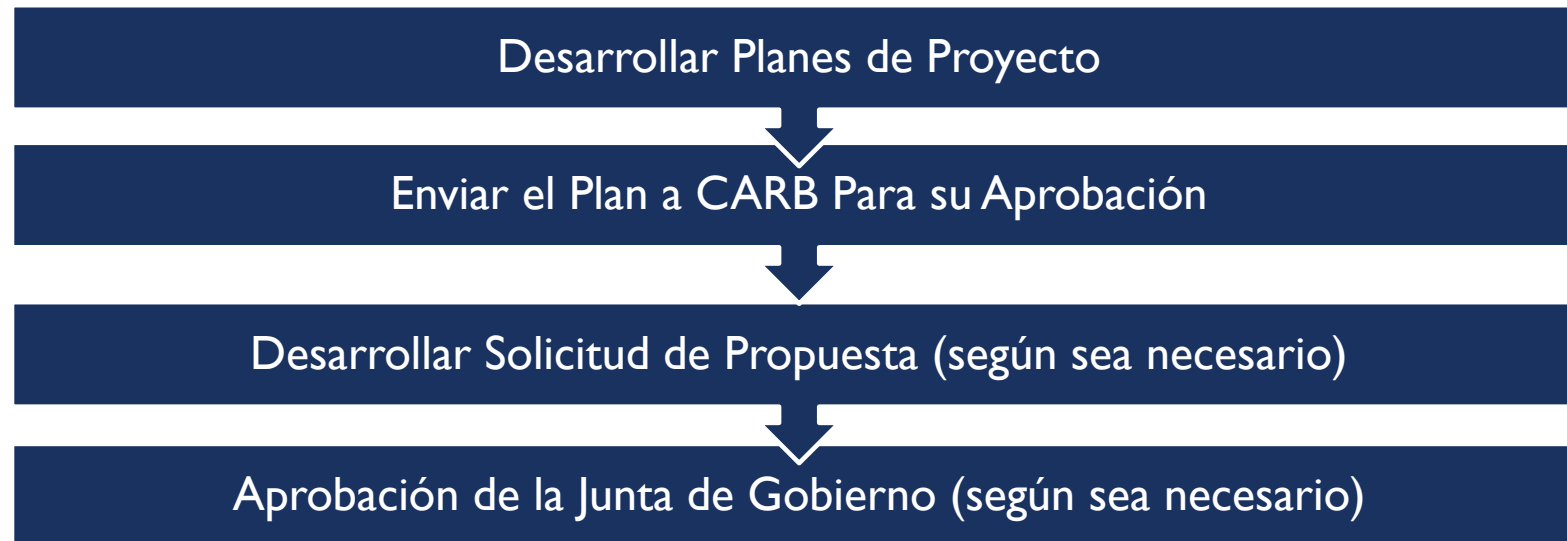 Desarrollar Planes de Proyecto
Enviar el Plan a CARB Para su Aprobación
Desarrollar Solicitud de Propuesta (según sea necesario)
Aprobación de la Junta de Gobierno (según sea necesario)